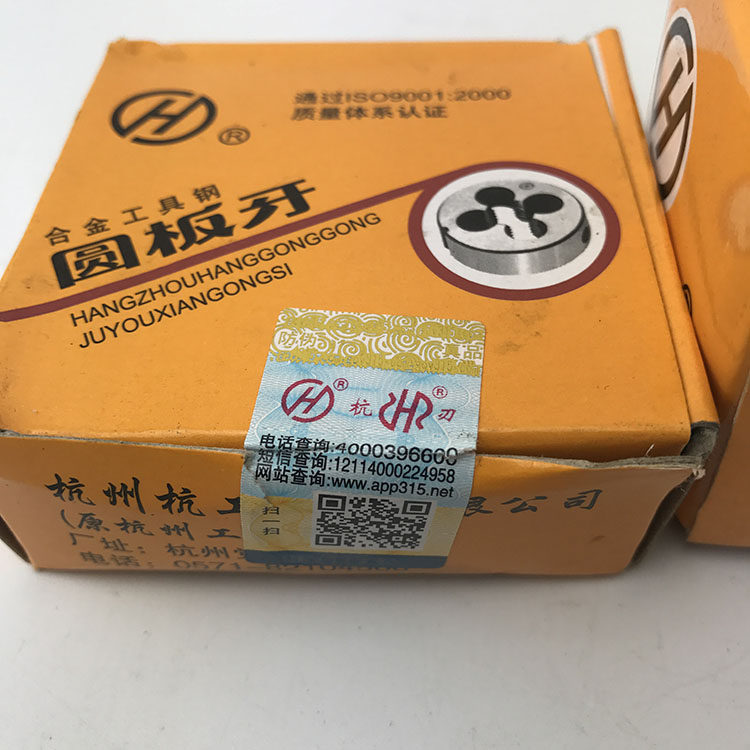 通过ISO9001:2000
质量体系认证
H®
合金工具钢
圆板牙
HANGZHOUHANGGONGGONG
JUYOUXIANGONGSI
防伪 真品
H® 杭 H® 刃
电话查询:4000396660
短信查询:12114000224958
网站查询:www.app315.net
扫一扫
杭州杭工 限公司
(原杭州工
厂址:杭州
电话:0571